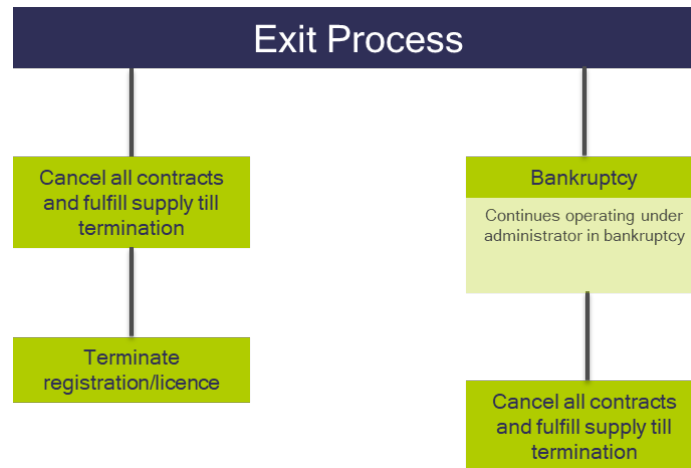 Exit Process
Cancel all contracts
and fulfill supply till
termination
Terminate
registration/licence
Bankruptcy
Continues operating under
administrator in bankruptcy
Cancel all contracts
and fulfill supply till
termination